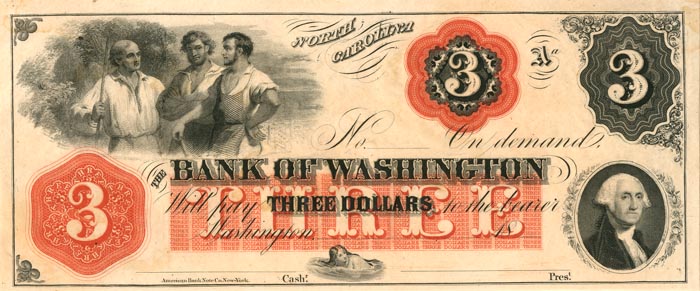 NORTH
CAROLINA
3
A
3
No. On demand,
THE BANK OF WASHINGTON
3
THREE
Will pay THREE DOLLARS, to the bearer
Washington 18
American Bank Note Co. New-York. Cash.r Pres.t